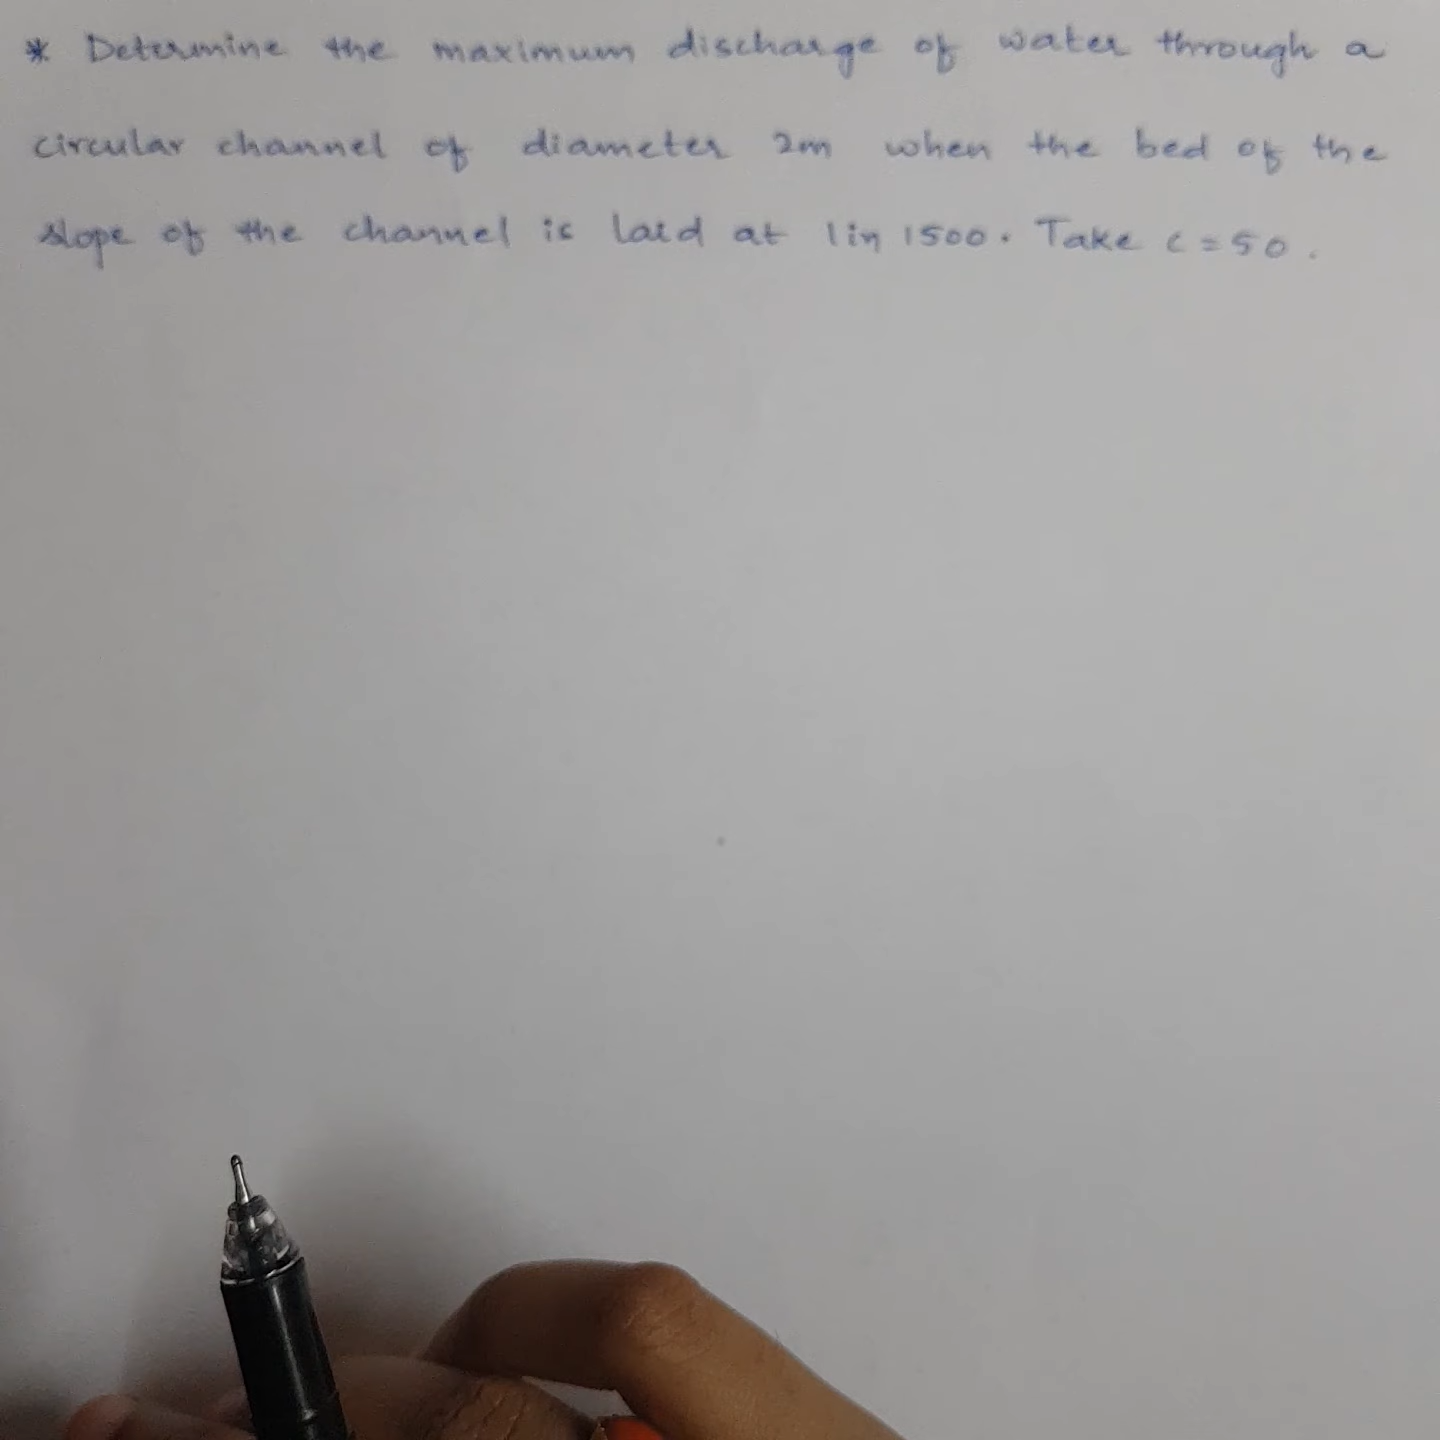 * Determine the maximum discharge of water through a
circular channel of diameter 2m when the bed of the
slope of the channel is laid at 1 in 1500. Take C = 50.